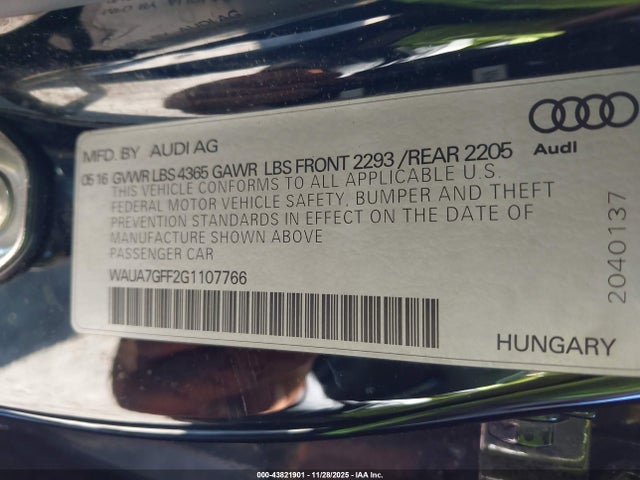 MFD. BY AUDI AG
05 16 GVWR LBS 4365 GAWR LBS FRONT 2293 /REAR 2205
THIS VEHICLE CONFORMS TO ALL APPLICABLE U.S.
FEDERAL MOTOR VEHICLE SAFETY, BUMPER AND THEFT
PREVENTION STANDARDS IN EFFECT ON THE DATE OF
MANUFACTURE SHOWN ABOVE
PASSENGER CAR
WAUA7GFF2G1107766
Audi
2040137
HUNGARY
000-43821901 | 11/28/2025 - IAA Inc.